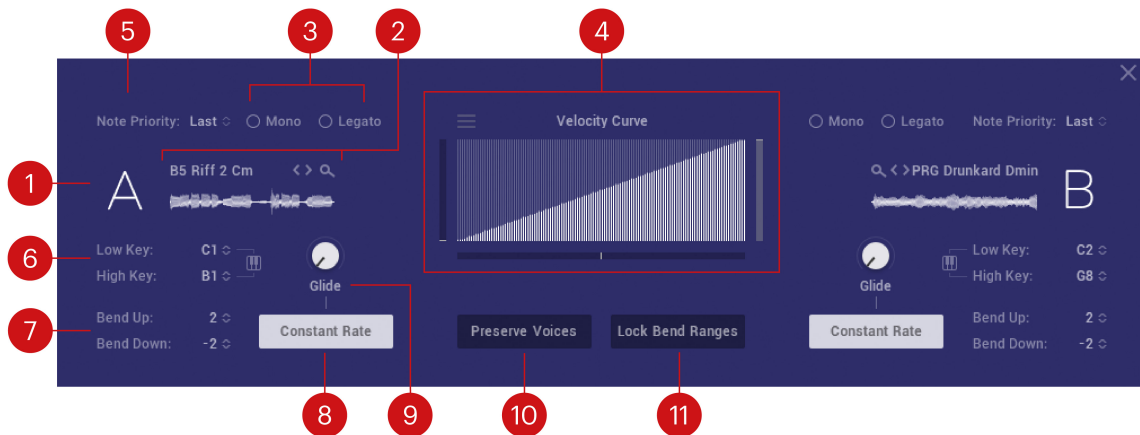 5 3 2 4
Note Priority: Last Mono Legato Velocity Curve Mono Legato Note Priority: Last
B5 Riff 2 Cm PRG Drunkard Dmin
1 A B
6 Low Key: C1 Low Key: C2
High Key: B1 High Key: G8
Glide Glide
7 Bend Up: 2 Bend Up: 2
Constant Rate Preserve Voices Lock Bend Ranges Constant Rate
Bend Down: -2 Bend Down: -2
8 9 10 11